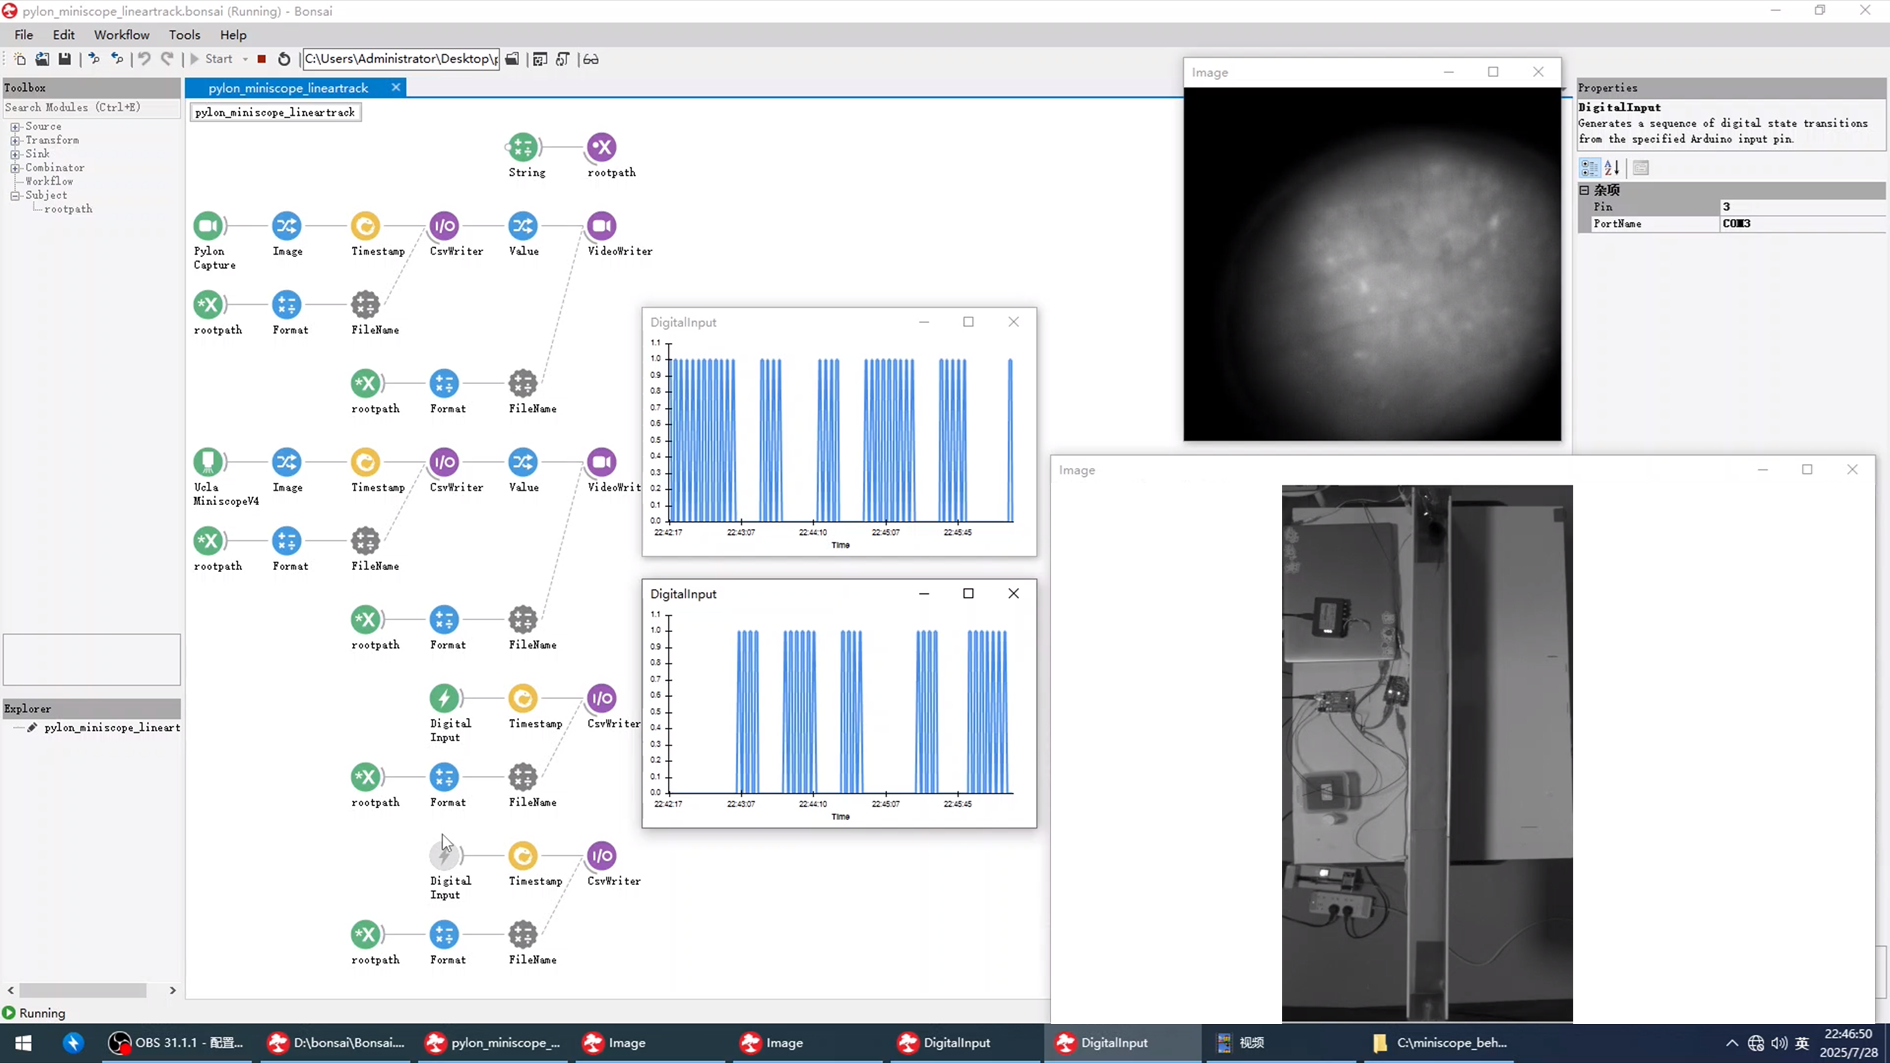 pylon_miniscope_lineartrack.bonsai (Running) - Bonsai
File Edit Workflow Tools Help
Start C:\Users\Administrator\Desktop\p
Toolbox
Search Modules (Ctrl+E)
Source
Transform
Sink
Combinator
Workflow
Subject
rootpath
Explorer
pylon_miniscope_lineart
pylon_miniscope_lineartrack
pylon_miniscope_lineartrack
String rootpath
Pylon Capture Image Timestamp CsvWriter Value VideoWriter
rootpath Format FileName
rootpath Format FileName
Ucla MiniscopeV4 Image Timestamp CsvWriter Value VideoWrit
rootpath Format FileName
rootpath Format FileName
Digital Input Timestamp CsvWriter
rootpath Format FileName
Digital Input Timestamp CsvWriter
rootpath Format FileName
DigitalInput
1.1
1.0
0.9
0.8
0.7
0.6
0.5
0.4
0.3
0.2
0.1
0.0
22:42:17 22:43:07 22:44:10 22:45:07 22:45:45
Time
DigitalInput
1.1
1.0
0.9
0.8
0.7
0.6
0.5
0.4
0.3
0.2
0.1
0.0
22:42:17 22:43:07 22:44:10 22:45:07 22:45:45
Time
Image
Image
Properties
DigitalInput
Generates a sequence of digital state transitions
from the specified Arduino input pin.
杂项
Pin 3
PortName COM3
Running
OBS 31.1.1 - 配置... D:\bonsai\Bonsai.... pylon_miniscope_... Image Image DigitalInput DigitalInput 视频 C:\miniscope_beh... 英 22:46:50
2025/7/28